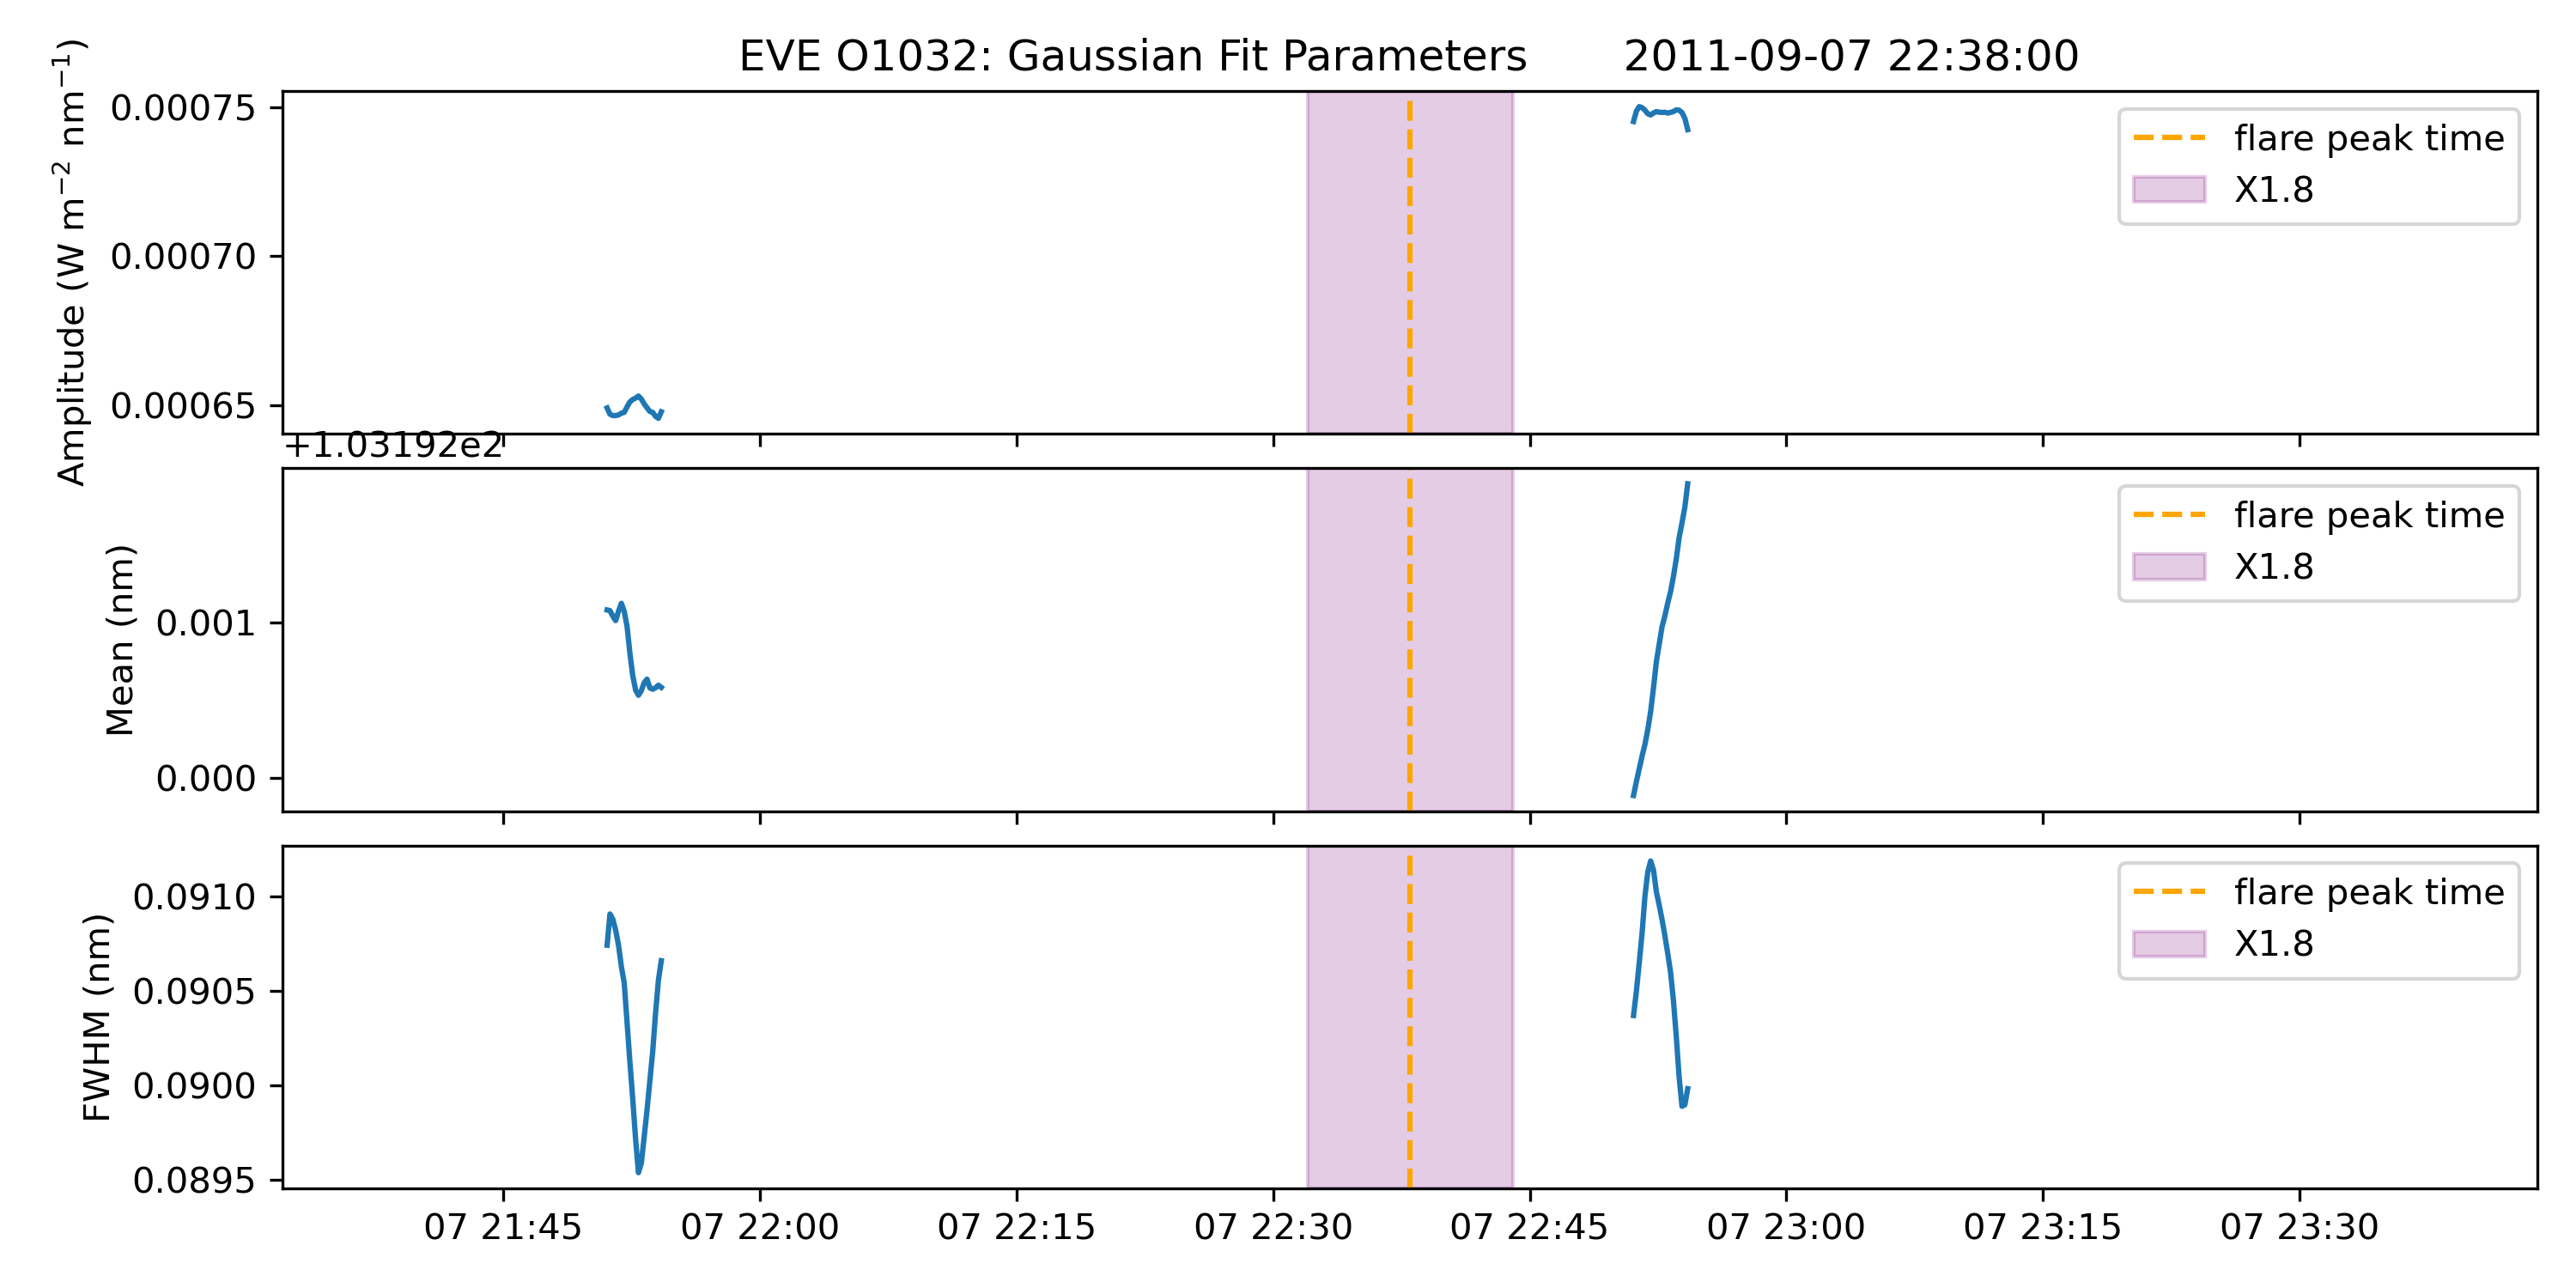 EVE O1032: Gaussian Fit Parameters 2011-09-07 22:38:00
Amplitude (W m⁻² nm⁻¹)
0.00075
0.00070
0.00065
flare peak time
X1.8
+1.03192e2
Mean (nm)
0.001
0.000
flare peak time
X1.8
FWHM (nm)
0.0910
0.0905
0.0900
0.0895
flare peak time
X1.8
07 21:45 07 22:00 07 22:15 07 22:30 07 22:45 07 23:00 07 23:15 07 23:30